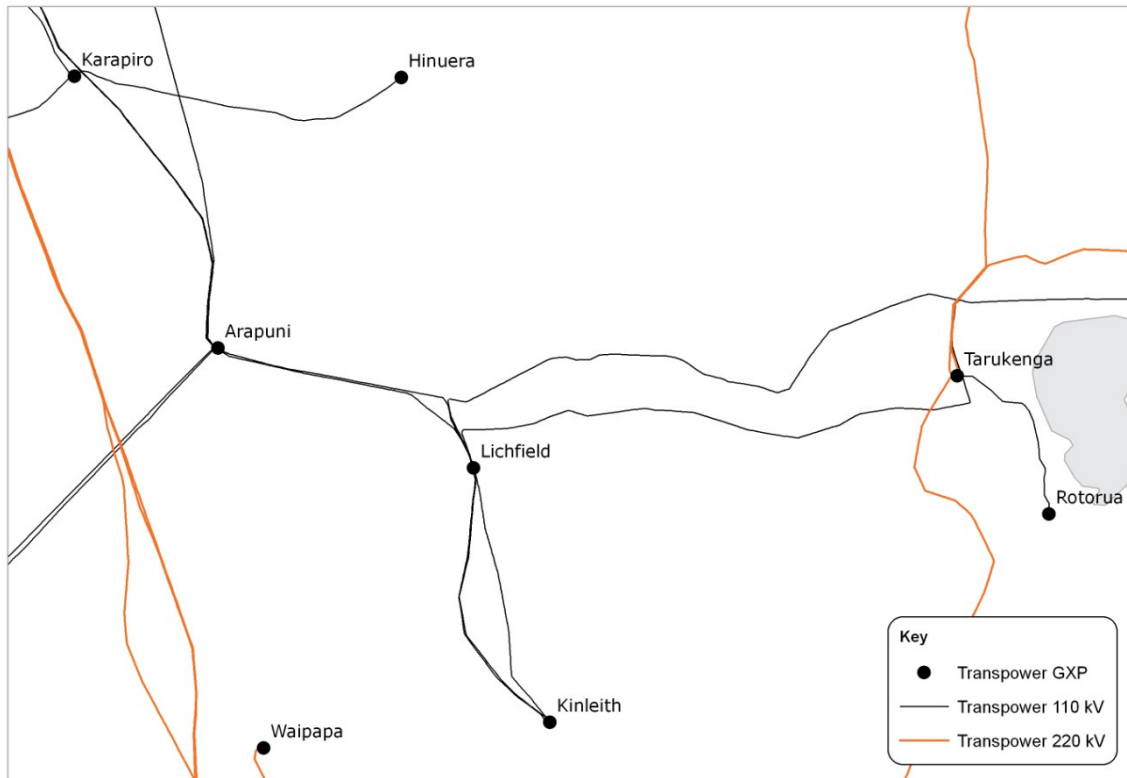 Karapiro
Hinuera
Arapuni
Tarukenga
Lichfield
Rotorua
Kinleith
Waipapa
Key
Transpower GXP
Transpower 110 kV
Transpower 220 kV